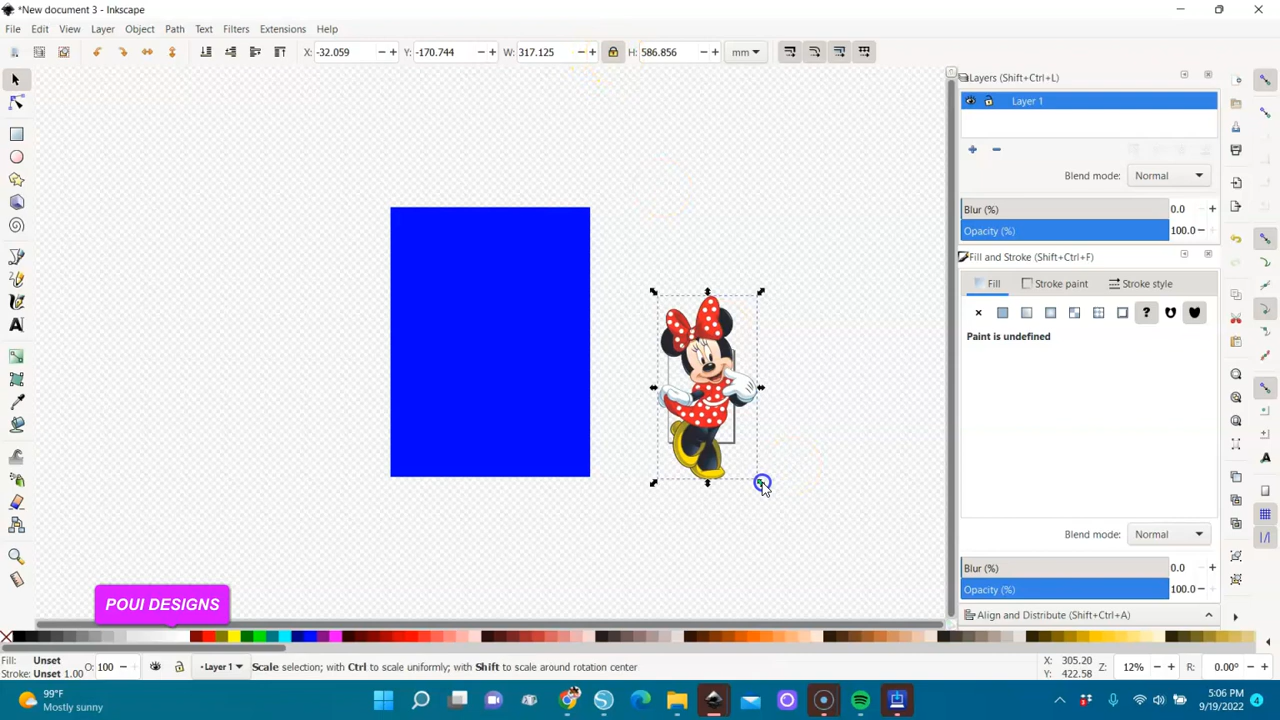 *New document 3 - Inkscape
File Edit View Layer Object Path Text Filters Extensions Help
X: -32.059 - + Y: -170.744 - + W: 317.125 - + H: 586.856 - + mm
Layers (Shift+Ctrl+L)
Layer 1
Blend mode: Normal
Blur (%) 0.0 +
Opacity (%) 100.0 - +
Fill and Stroke (Shift+Ctrl+F)
Fill Stroke paint Stroke style
Paint is undefined
Blend mode: Normal
Blur (%) 0.0 +
Opacity (%) 100.0 - +
Align and Distribute (Shift+Ctrl+A)
POUI DESIGNS
Fill: Unset
Stroke: Unset 1.00
O: 100 - +
Layer 1
Scale selection; with Ctrl to scale uniformly; with Shift to scale around rotation center
X: 305.20
Y: 422.58
Z: 12% - + R: 0.00° - +
99°F
Mostly sunny
5:06 PM
9/19/2022